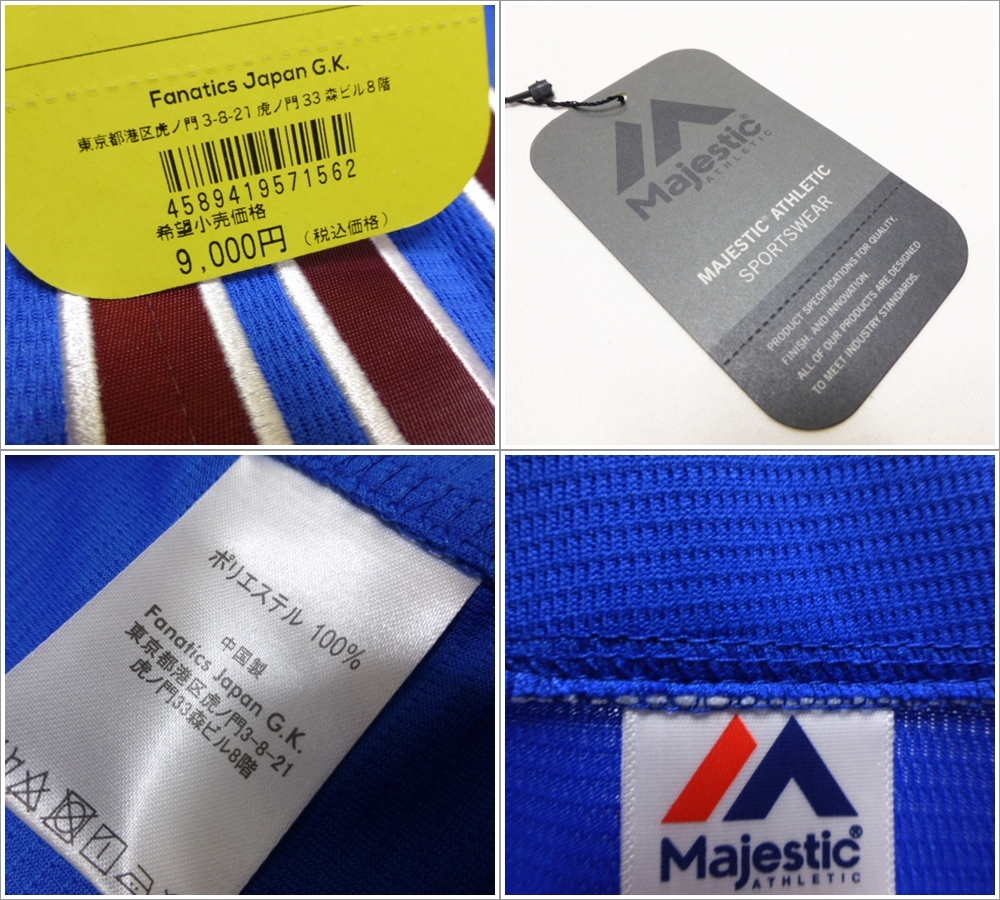 Fanatics Japan G.K.
東京都港区虎ノ門 3-8-21 虎ノ門 33 森ビル8階
4589419571562
希望小売価格
9,000円 (税込価格)
Majestic®
ATHLETIC
MAJESTIC® ATHLETIC
SPORTSWEAR
PRODUCT SPECIFICATIONS FOR QUALITY,
FINISH, AND INNOVATION.
ALL OF OUR PRODUCTS ARE DESIGNED
TO MEET INDUSTRY STANDARDS.
ポリエステル 100%
中国製
Fanatics Japan G.K.
東京都港区虎ノ門3-8-21
虎ノ門33森ビル8階
Majestic®
ATHLETIC